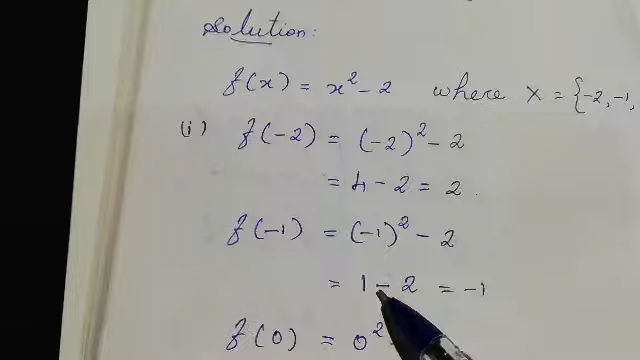 Solution:
f(x) = x² - 2 where X = {-2, -1,
(i) f(-2) = (-2)² - 2
= 4 - 2 = 2.
f(-1) = (-1)² - 2
= 1 - 2 = -1
f(0) = 0²